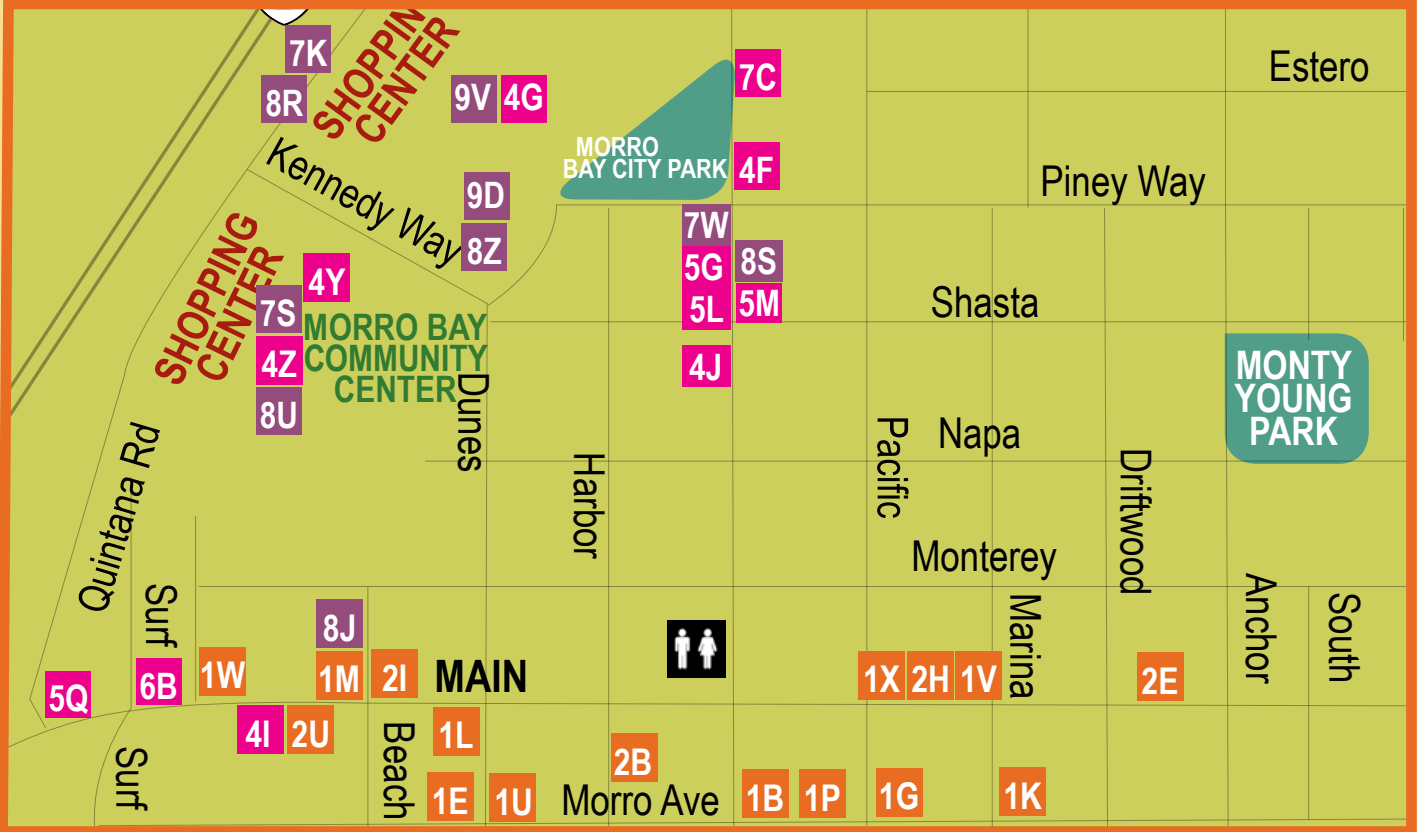 7K
SHOPPIN
CENTER
Estero
7C
8R
9V 4G
MORRO
BAY CITY PARK
4F
Kennedy Way
Piney Way
9D
8Z
7W
5G 8S
5L 5M
SHOPPING
CENTER
4Y
7S
Shasta
MORRO BAY
COMMUNITY
CENTER
4Z
8U
4J
MONTY
YOUNG
PARK
Dunes
Napa
Pacific
Quintana Rd
Harbor
Driftwood
Monterey
Surf
8J
Marina
Anchor
South
5Q
6B
1W
1M 2I
MAIN
1X 2H 1V
2E
4I 2U
Beach
1L
Surf
2B
1E
1U
Morro Ave
1B 1P
1G
1K